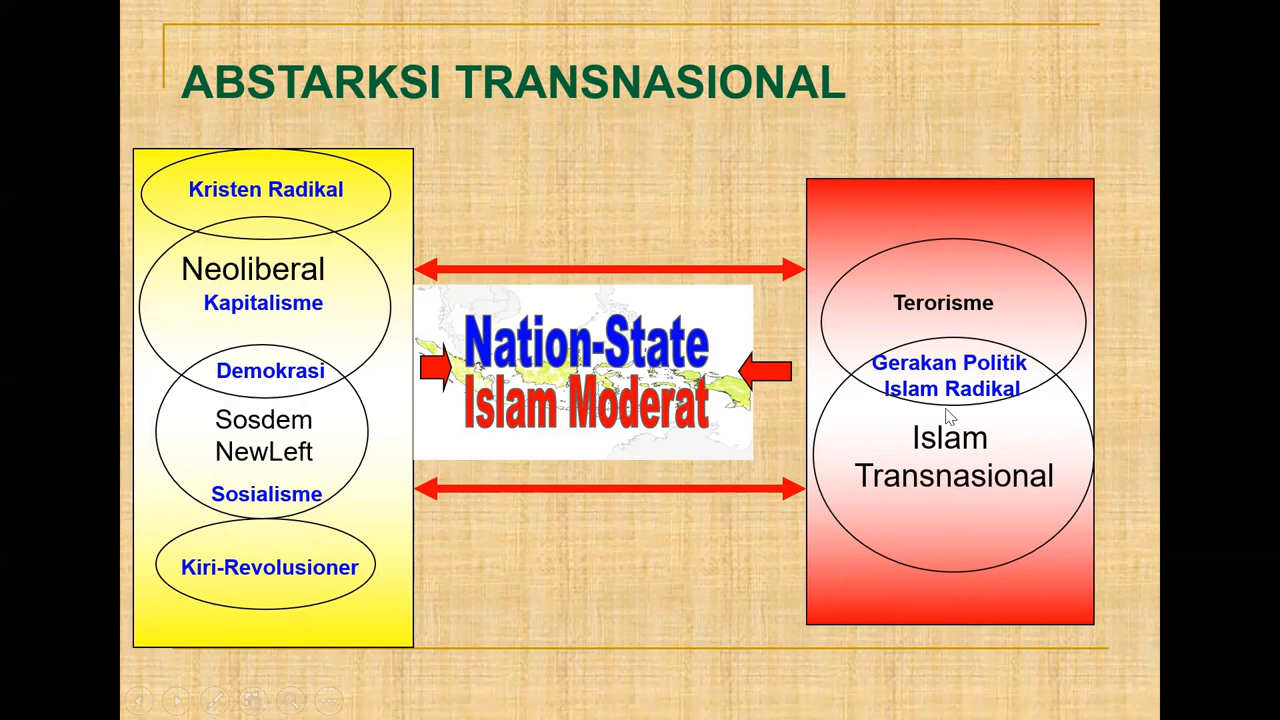 ABSTARKSI TRANSNASIONAL
Kristen Radikal
Neoliberal
Kapitalisme
Demokrasi
Sosdem
NewLeft
Sosialisme
Kiri-Revolusioner
Nation-State
Islam Moderat
Terorisme
Gerakan Politik
Islam Radikal
Islam
Transnasional